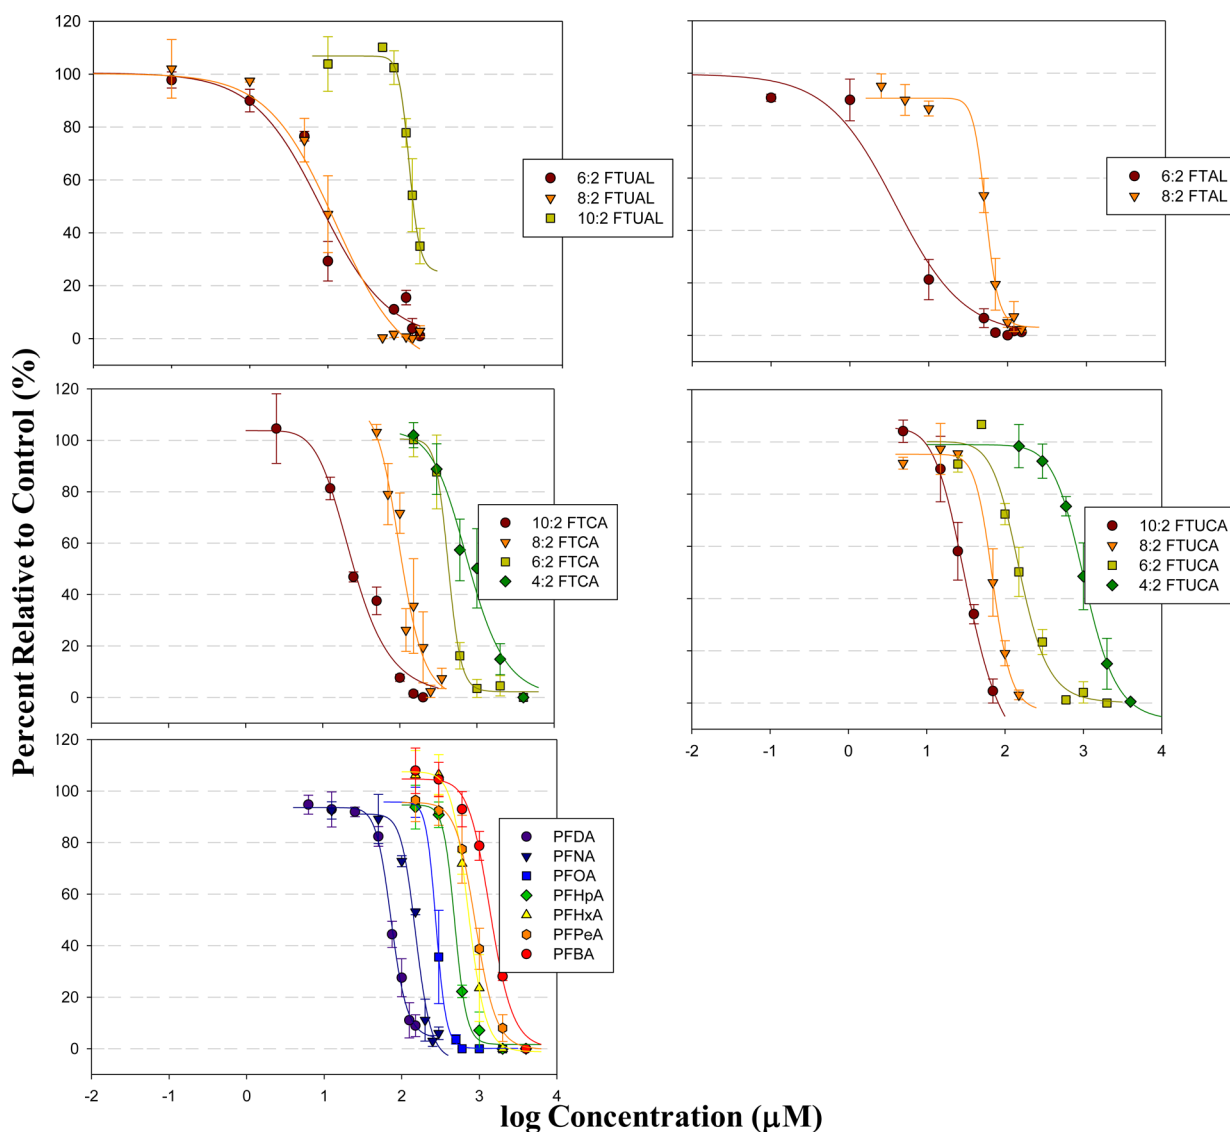 120
100
80
60
40
20
0
6:2 FTUAL
8:2 FTUAL
10:2 FTUAL
6:2 FTAL
8:2 FTAL
Percent Relative to Control (%)
120
100
80
60
40
20
0
10:2 FTCA
8:2 FTCA
6:2 FTCA
4:2 FTCA
10:2 FTUCA
8:2 FTUCA
6:2 FTUCA
4:2 FTUCA
-2 -1 0 1 2 3 4
120
100
80
60
40
20
0
PFDA
PFNA
PFOA
PFHpA
PFHxA
PFPeA
PFBA
-2 -1 0 1 2 3 4
log Concentration (μM)